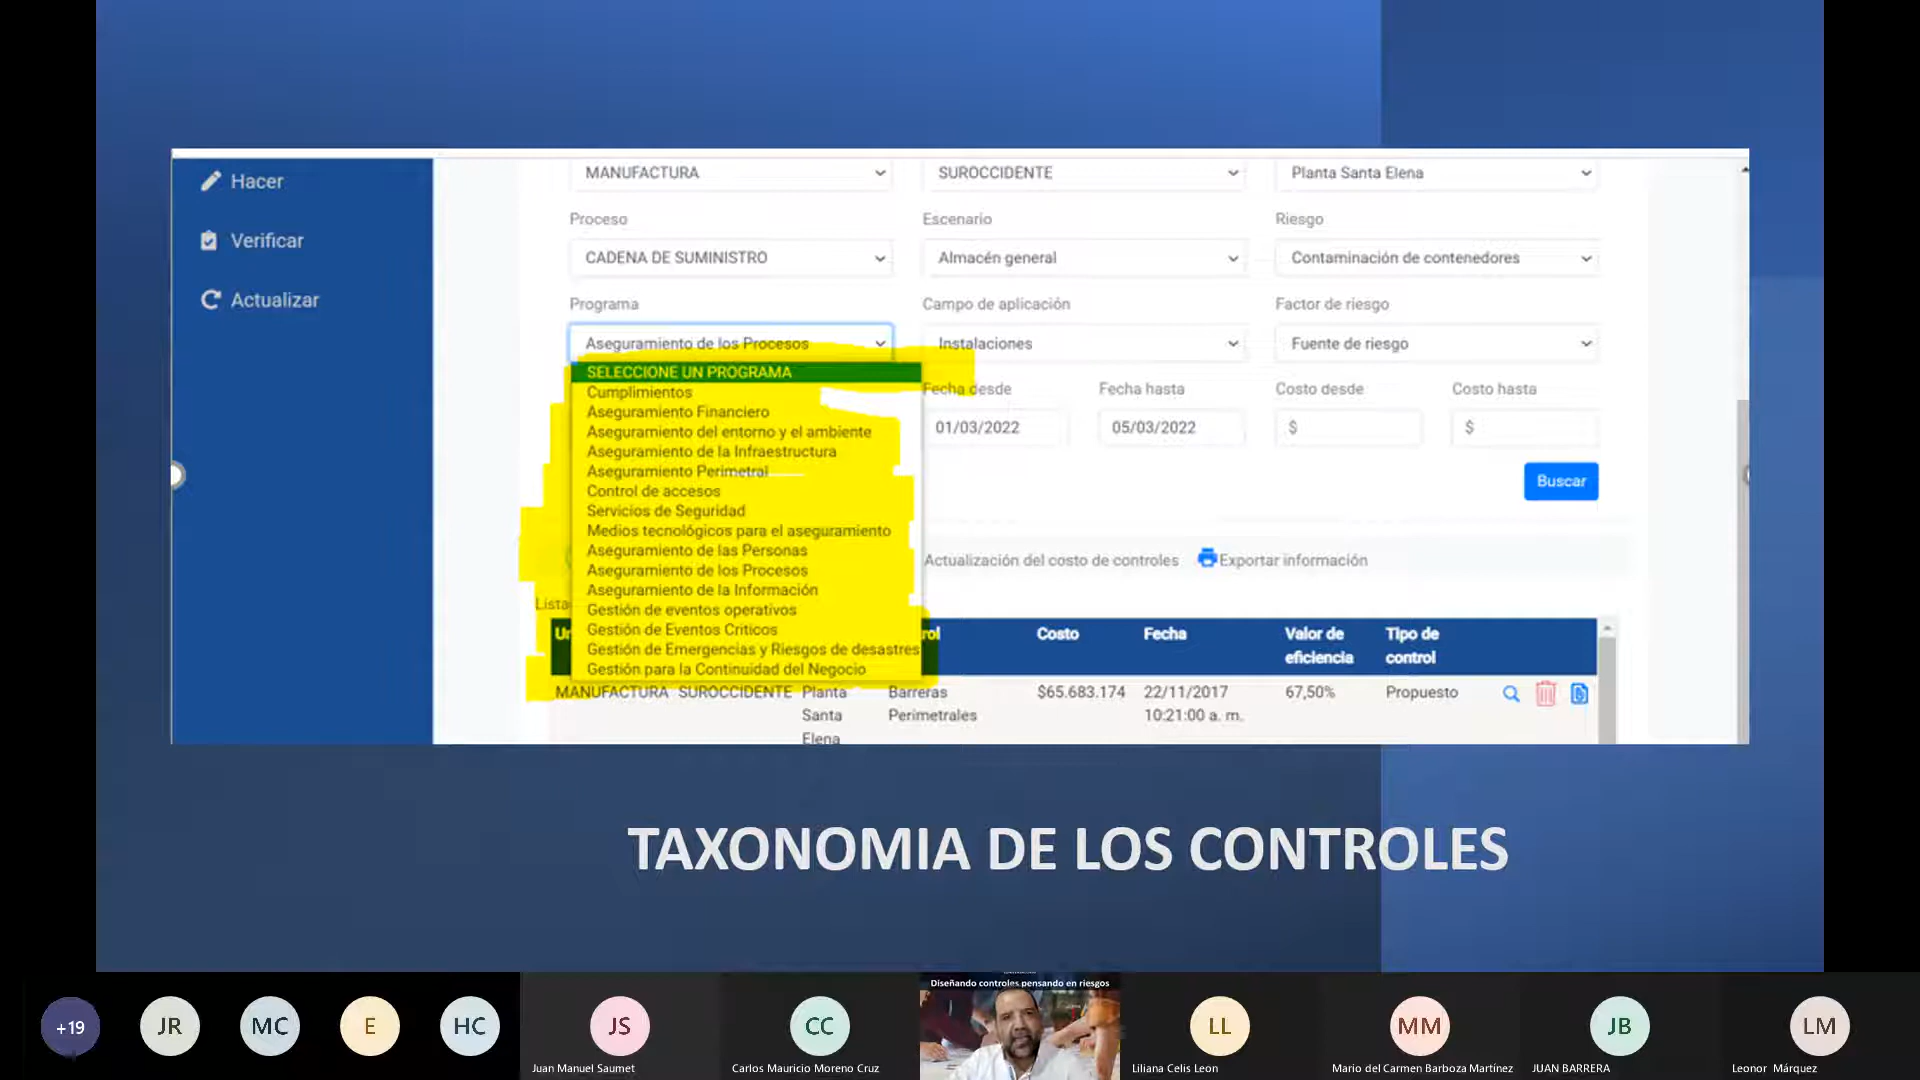 Hacer
Verificar
Actualizar
MANUFACTURA
SUROCCIDENTE
Planta Santa Elena
Proceso
Escenario
Riesgo
CADENA DE SUMINISTRO
Almacén general
Contaminación de contenedores
Programa
Campo de aplicación
Factor de riesgo
Aseguramiento de los Procesos
Instalaciones
Fuente de riesgo
SELECCIONE UN PROGRAMA
Cumplimientos
Aseguramiento Financiero
Aseguramiento del entorno y el ambiente
Aseguramiento de la Infraestructura
Aseguramiento Perimetral
Control de accesos
Servicios de Seguridad
Medios tecnológicos para el aseguramiento
Aseguramiento de las Personas
Aseguramiento de los Procesos
Aseguramiento de la Información
Gestión de eventos operativos
Gestión de Eventos Criticos
Gestión de Emergencias y Riesgos de desastres
Gestión para la Continuidad del Negocio
Fecha desde
Fecha hasta
Costo desde
Costo hasta
01/03/2022
05/03/2022
$
$
Buscar
Actualización del costo de controles
Exportar información
Lista
Un
rol
Costo
Fecha
Valor de
eficiencia
Tipo de
control
MANUFACTURA
SUROCCIDENTE
Planta
Santa
Elena
Barreras
Perimetrales
$65.683.174
22/11/2017
10:21:00 a. m.
67,50%
Propuesto
TAXONOMIA DE LOS CONTROLES
+19
JR
MC
E
HC
JS
Juan Manuel Saumet
CC
Carlos Mauricio Moreno Cruz
Diseñando controles pensando en riesgos
LL
Liliana Celis Leon
MM
Mario del Carmen Barboza Martínez
JB
JUAN BARRERA
LM
Leonor Márquez